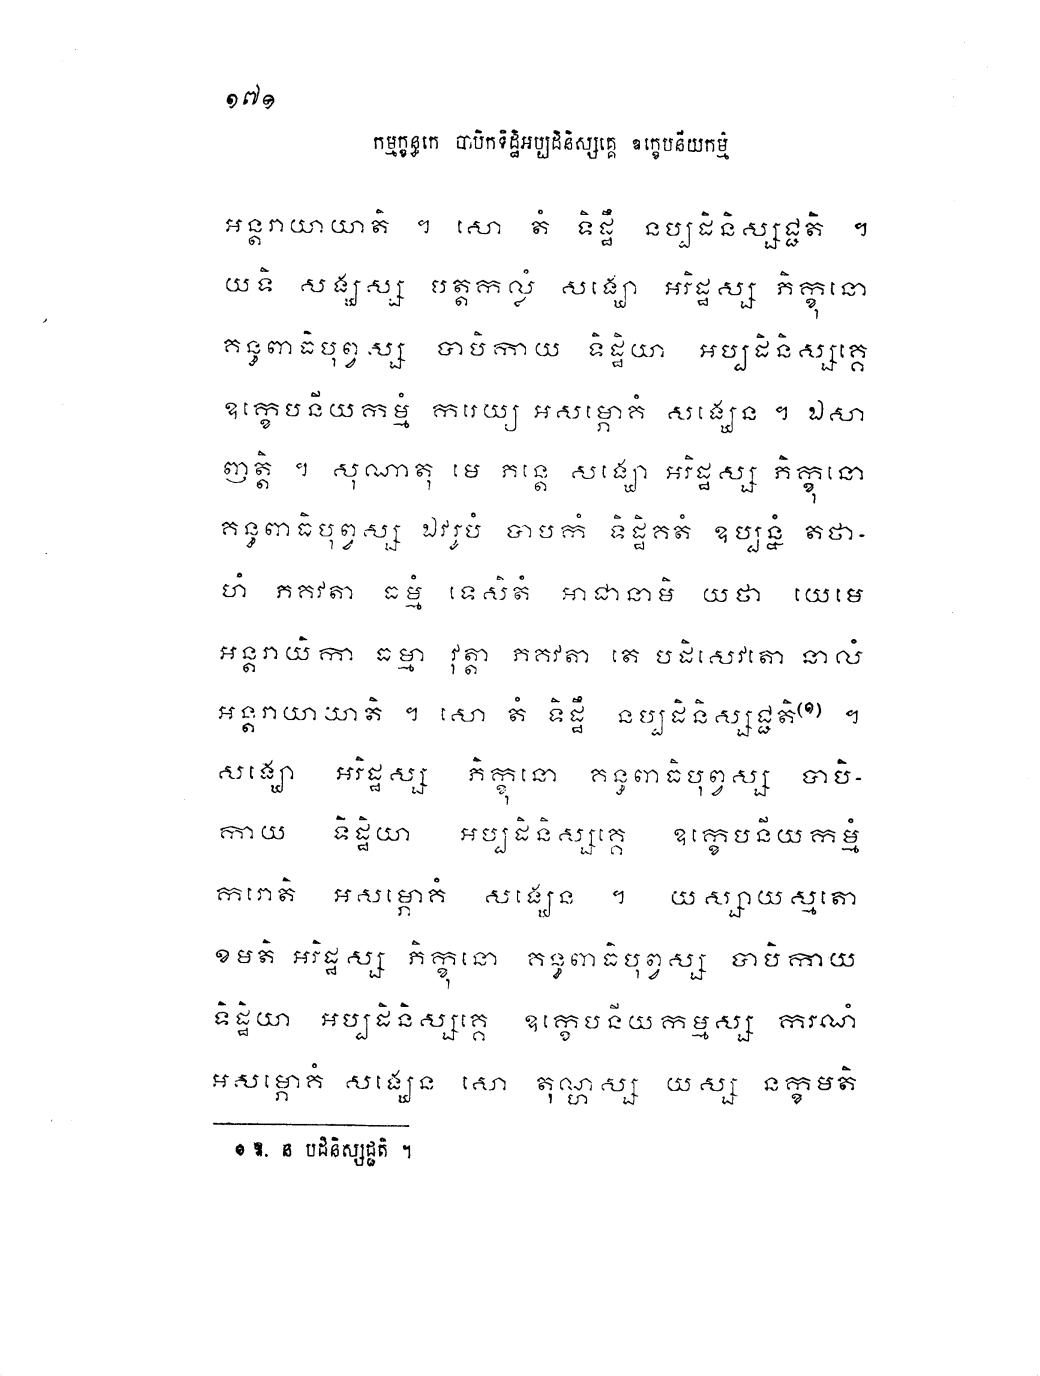 ១៧១
កម្មក្ខន្ធកេ បាបិកទិដ្ឋិអប្បដិនិស្សគ្គេ ឧក្ខេបនីយកម្មំ
អន្តរាយាយាតិ ។ សោ តំ ទិដ្ឋឹ នប្បដិនិស្សជ្ជតិ ។
យទិ សង្ឃស្ស បត្តកល្លំ សង្ឃោ អរិដ្ឋស្ស ភិក្ខុនោ
គន្ធពាធិបុព្វស្ស បាបិកាយ ទិដ្ឋិយា អប្បដិនិស្សគ្គេ
ឧក្ខេបនីយកម្មំ ករេយ្យ អសម្ភោគំ សង្ឃេន ។ ឯសា
ញត្តិ ។ សុណាតុ មេ ភន្តេ សង្ឃោ អរិដ្ឋស្ស ភិក្ខុនោ
គន្ធពាធិបុព្វស្ស ឯវរូបំ បាបកំ ទិដ្ឋិគតំ ឧប្បន្នំ តថា-
ហំ ភគវតា ធម្មំ ទេសិតំ អាជានាមិ យថា យេមេ
អន្តរាយិកា ធម្មា វុត្តា ភគវតា តេ បដិសេវតោ នាលំ
អន្តរាយាយាតិ ។ សោ តំ ទិដ្ឋឹ នប្បដិនិស្សជ្ជតិ(១) ។
សង្ឃោ អរិដ្ឋស្ស ភិក្ខុនោ គន្ធពាធិបុព្វស្ស បាបិ-
កាយ ទិដ្ឋិយា អប្បដិនិស្សគ្គេ ឧក្ខេបនីយកម្មំ
ករោតិ អសម្ភោគំ សង្ឃេន ។ យស្សាយស្មតោ
ខមតិ អរិដ្ឋស្ស ភិក្ខុនោ គន្ធពាធិបុព្វស្ស បាបិកាយ
ទិដ្ឋិយា អប្បដិនិស្សគ្គេ ឧក្ខេបនីយកម្មស្ស ករណំ
អសម្ភោគំ សង្ឃេន សោ តុណ្ហស្ស យស្ស នក្ខមតិ
១ ឱ. ន បដិនិស្សជ្ជតិ ។